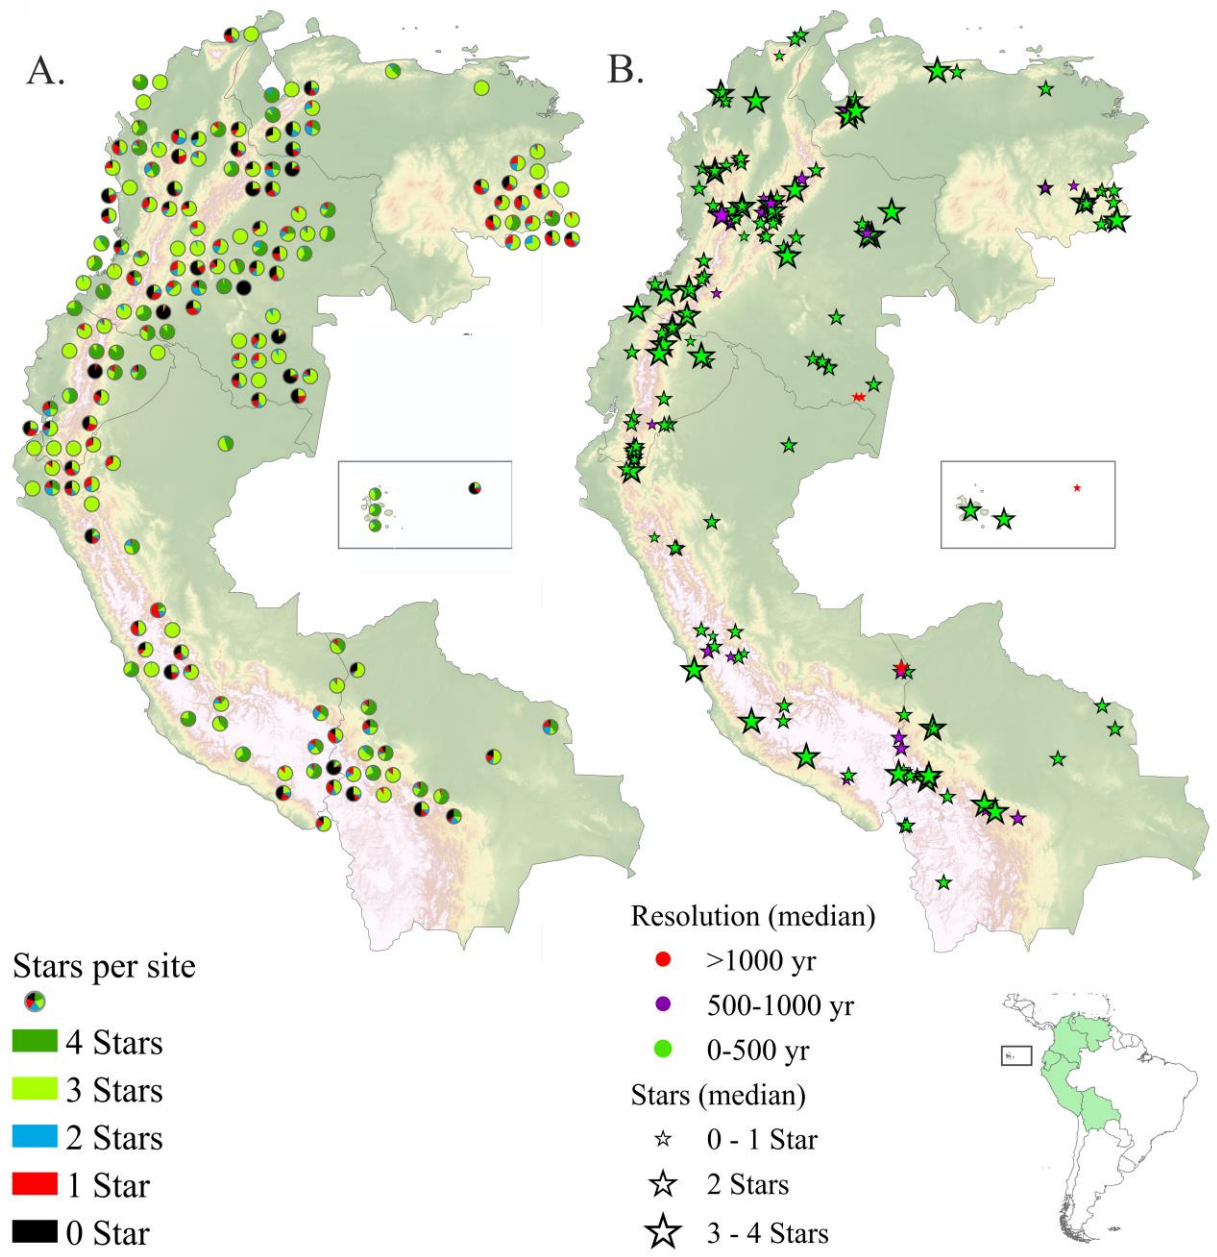 A.
B.
Stars per site
4 Stars
3 Stars
2 Stars
1 Star
0 Star
Resolution (median)
>1000 yr
500-1000 yr
0-500 yr
Stars (median)
0 - 1 Star
2 Stars
3 - 4 Stars